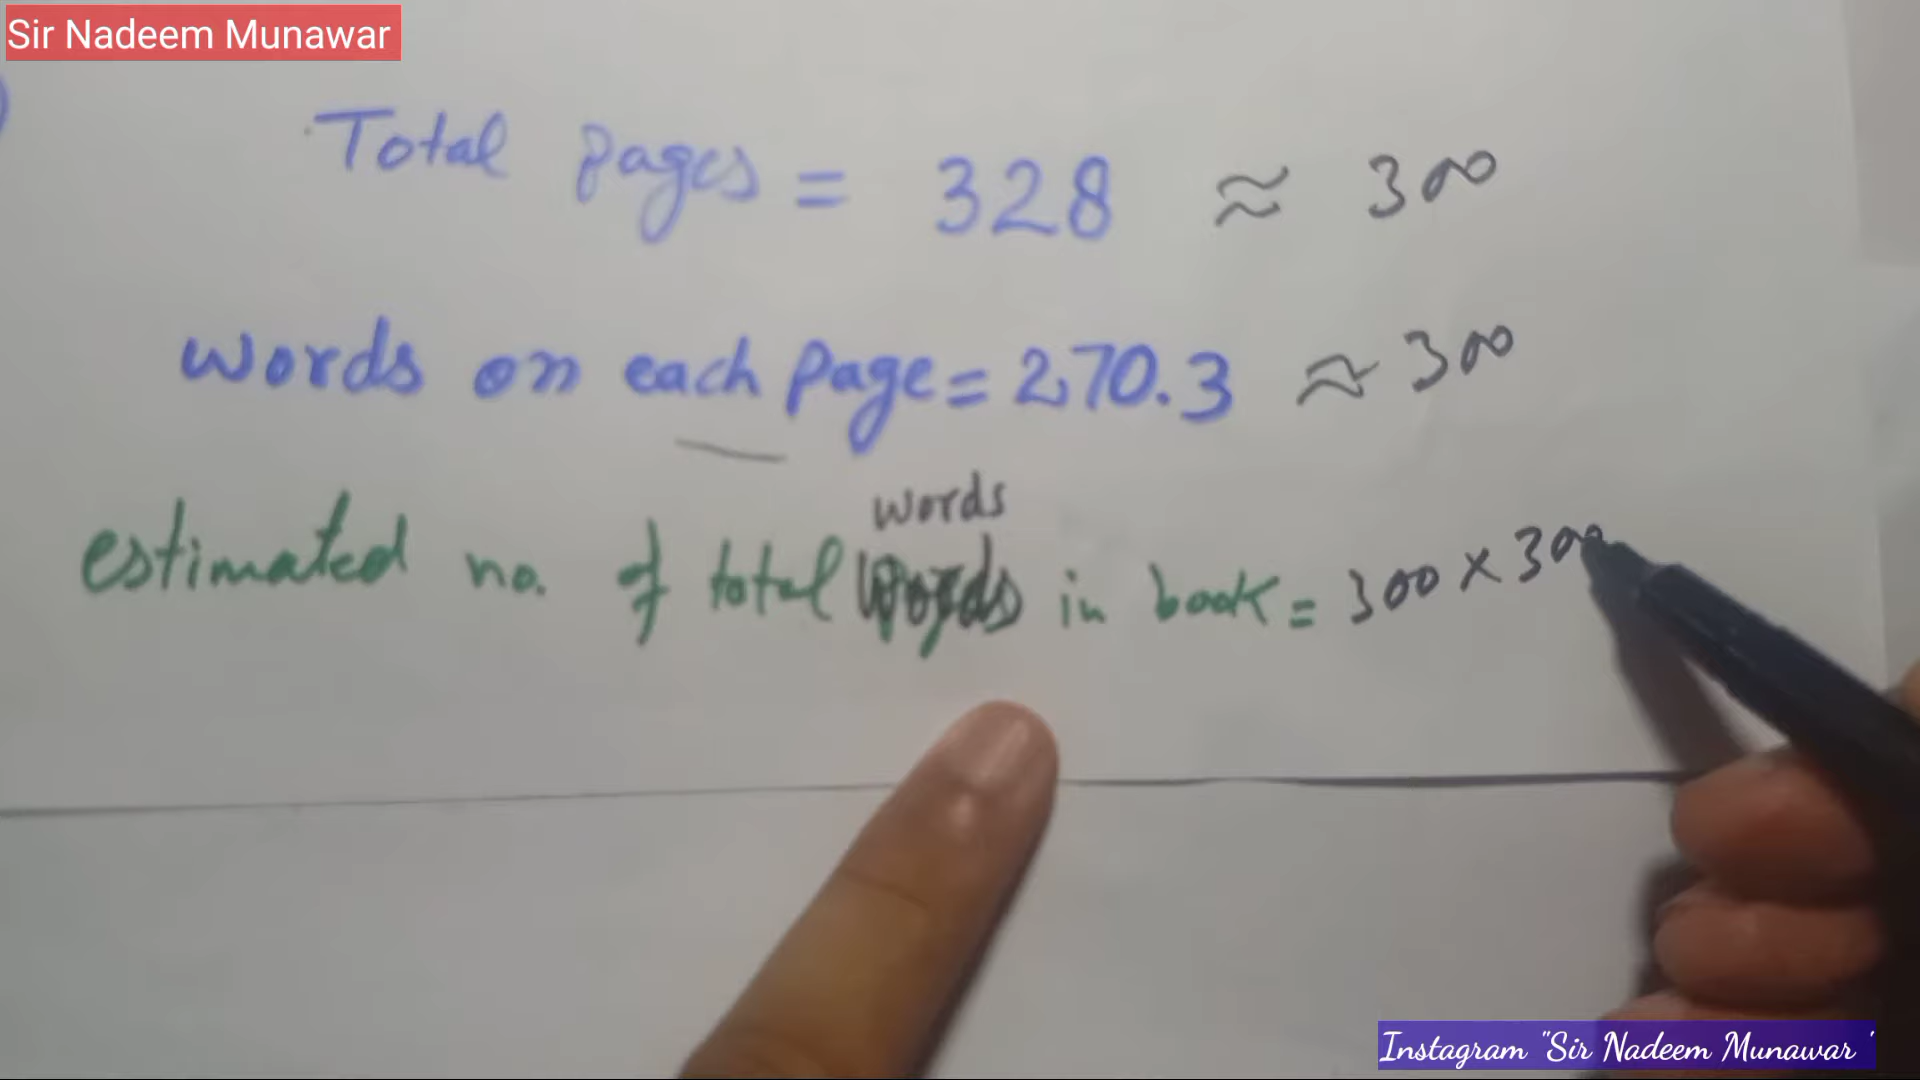 Sir Nadeem Munawar
Total pages = 328 ≈ 300
words on each page = 270.3 ≈ 300
words
estimated no. of total words in book = 300 × 300
Instagram "Sir Nadeem Munawar "